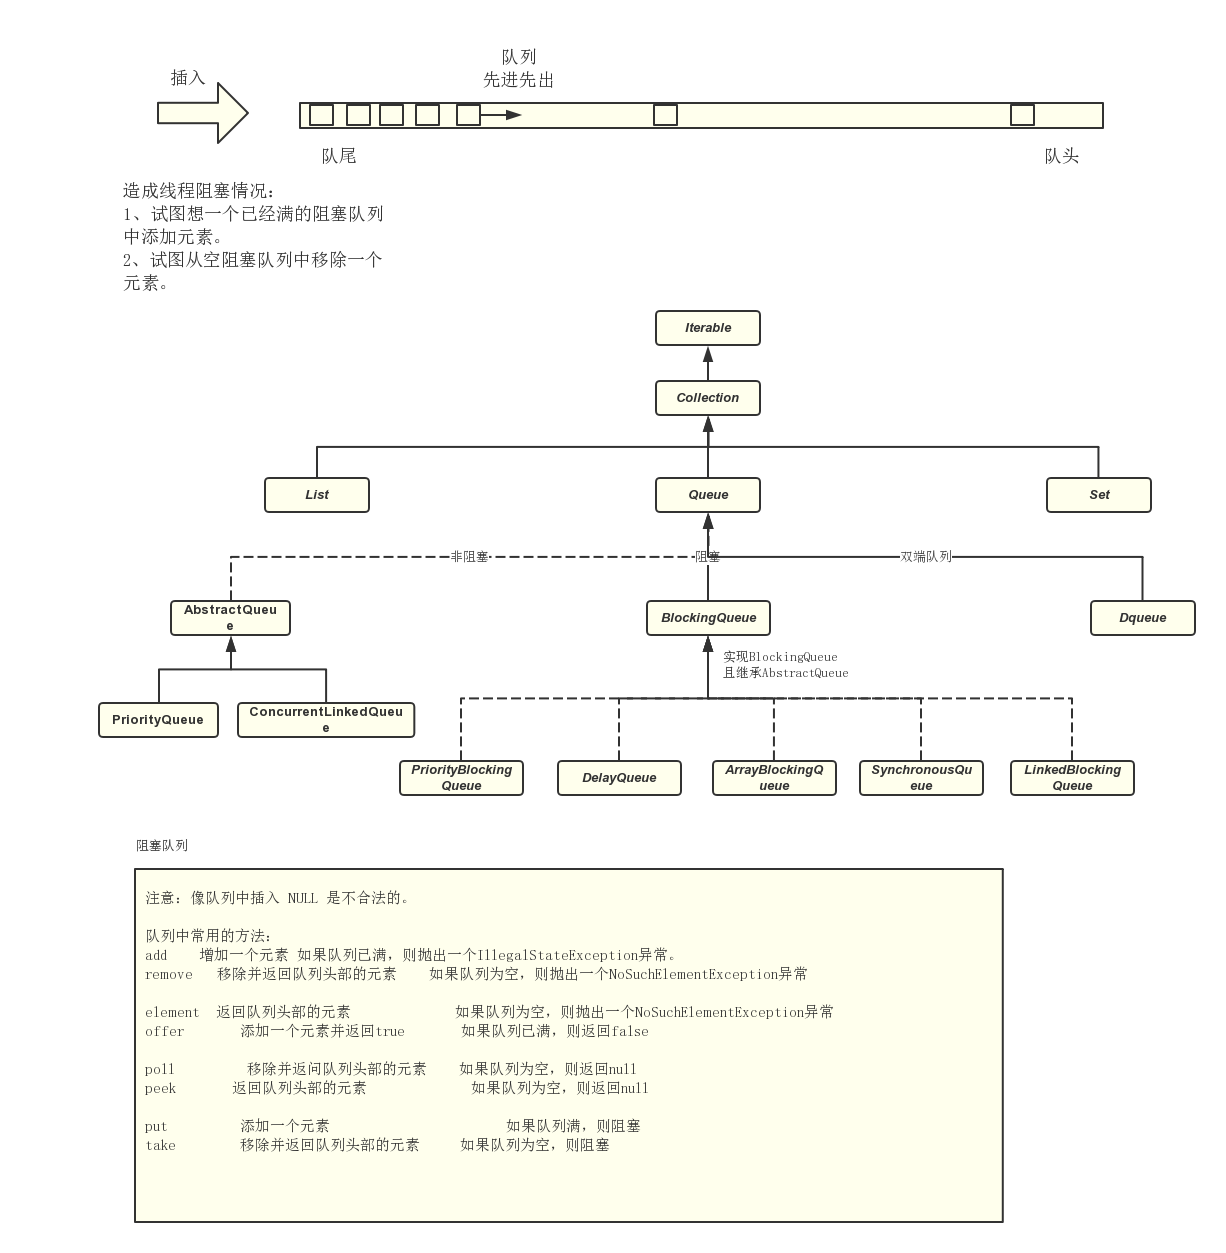 队列
先进先出
插入
队尾
队头
造成线程阻塞情况：
1、试图想一个已经满的阻塞队列
中添加元素。
2、试图从空阻塞队列中移除一个
元素。
Iterable
Collection
List
Queue
Set
非阻塞
阻塞
双端队列
AbstractQueu
e
BlockingQueue
Dqueue
实现BlockingQueue
且继承AbstractQueue
PriorityQueue
ConcurrentLinkedQueu
e
PriorityBlocking
Queue
DelayQueue
ArrayBlockingQ
ueue
SynchronousQu
eue
LinkedBlocking
Queue
阻塞队列
注意：像队列中插入 NULL 是不合法的。
队列中常用的方法：
add 增加一个元素 如果队列已满，则抛出一个IllegalStateException异常。
remove 移除并返回队列头部的元素 如果队列为空，则抛出一个NoSuchElementException异常
element 返回队列头部的元素 如果队列为空，则抛出一个NoSuchElementException异常
offer 添加一个元素并返回true 如果队列已满，则返回false
poll 移除并返问队列头部的元素 如果队列为空，则返回null
peek 返回队列头部的元素 如果队列为空，则返回null
put 添加一个元素 如果队列满，则阻塞
take 移除并返回队列头部的元素 如果队列为空，则阻塞